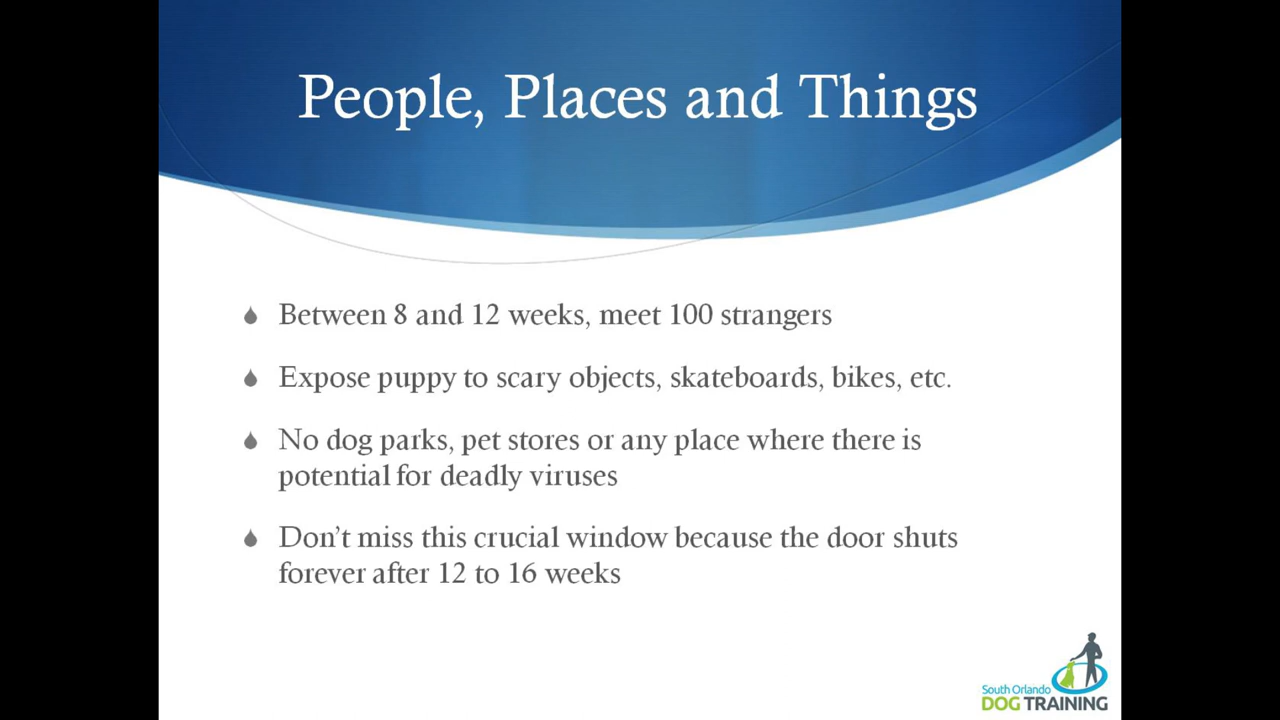 People, Places and Things
Between 8 and 12 weeks, meet 100 strangers
Expose puppy to scary objects, skateboards, bikes, etc.
No dog parks, pet stores or any place where there is
potential for deadly viruses
Don’t miss this crucial window because the door shuts
forever after 12 to 16 weeks
South Orlando
DOG TRAINING